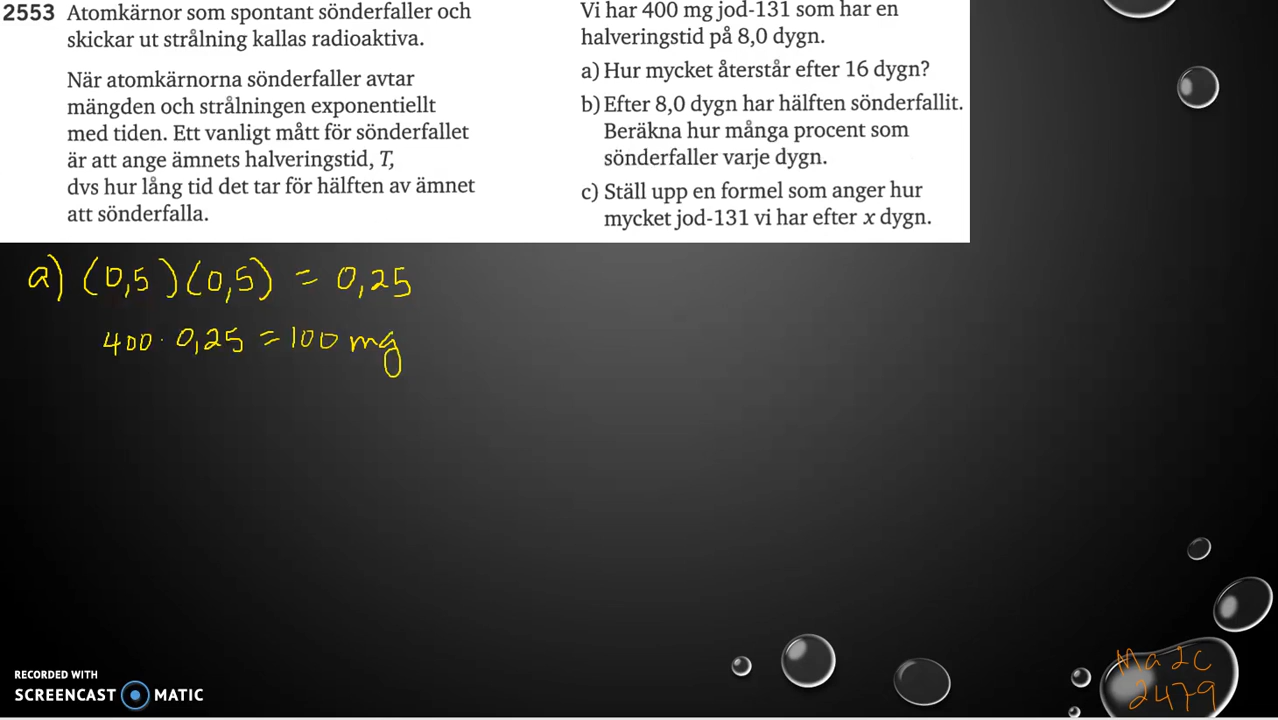 2553 Atomkärnor som spontant sönderfaller och
skickar ut strålning kallas radioaktiva.
När atomkärnorna sönderfaller avtar
mängden och strålningen exponentiellt
med tiden. Ett vanligt mått för sönderfallet
är att ange ämnets halveringstid, T,
dvs hur lång tid det tar för hälften av ämnet
att sönderfalla.
Vi har 400 mg jod-131 som har en
halveringstid på 8,0 dygn.
a) Hur mycket återstår efter 16 dygn?
b) Efter 8,0 dygn har hälften sönderfallit.
Beräkna hur många procent som
sönderfaller varje dygn.
c) Ställ upp en formel som anger hur
mycket jod-131 vi har efter x dygn.
a) (0,5)(0,5) = 0,25
400 · 0,25 = 100 mg
RECORDED WITH
SCREENCAST MATIC
Ma 2c
2479